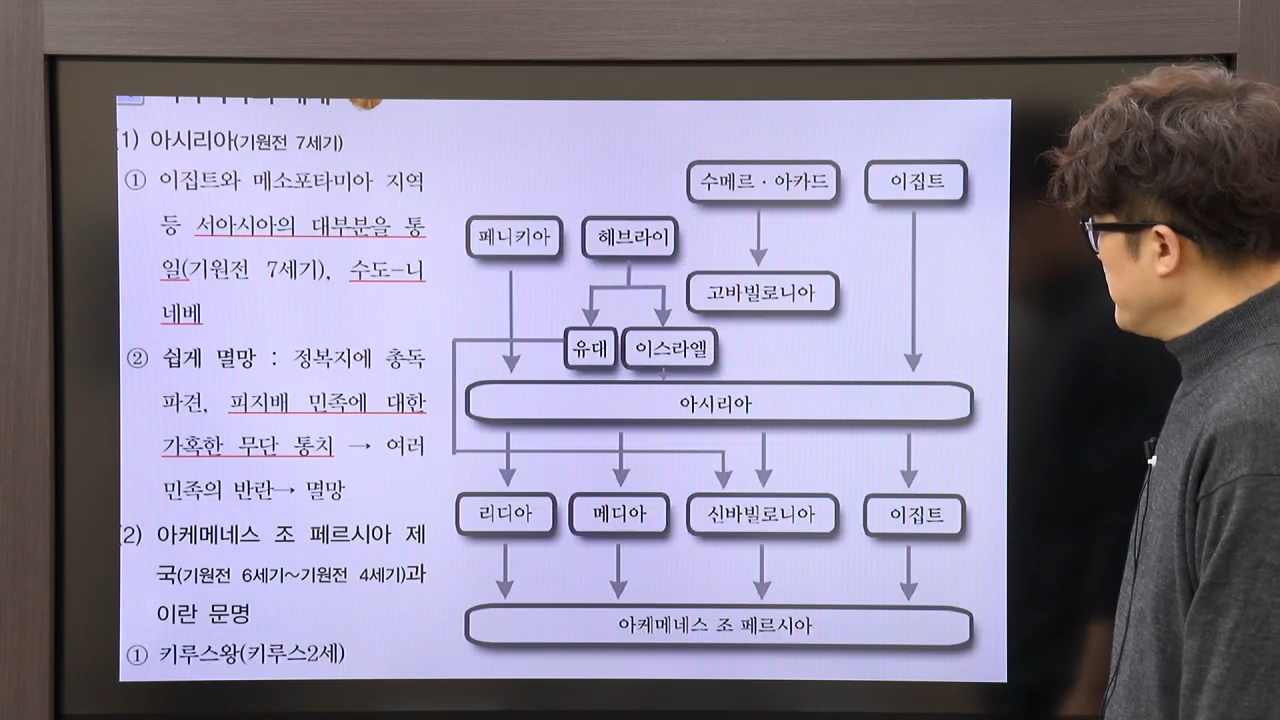 (1) 아시리아(기원전 7세기)
① 이집트와 메소포타미아 지역
등 서아시아의 대부분을 통
일(기원전 7세기), 수도-니
네베
② 쉽게 멸망 : 정복지에 총독
파견, 피지배 민족에 대한
가혹한 무단 통치 → 여러
민족의 반란→ 멸망
(2) 아케메네스 조 페르시아 제
국(기원전 6세기~기원전 4세기)과
이란 문명
① 키루스왕(키루스2세)
수메르 · 아카드
이집트
페니키아
헤브라이
고바빌로니아
유대
이스라엘
아시리아
리디아
메디아
신바빌로니아
이집트
아케메네스 조 페르시아